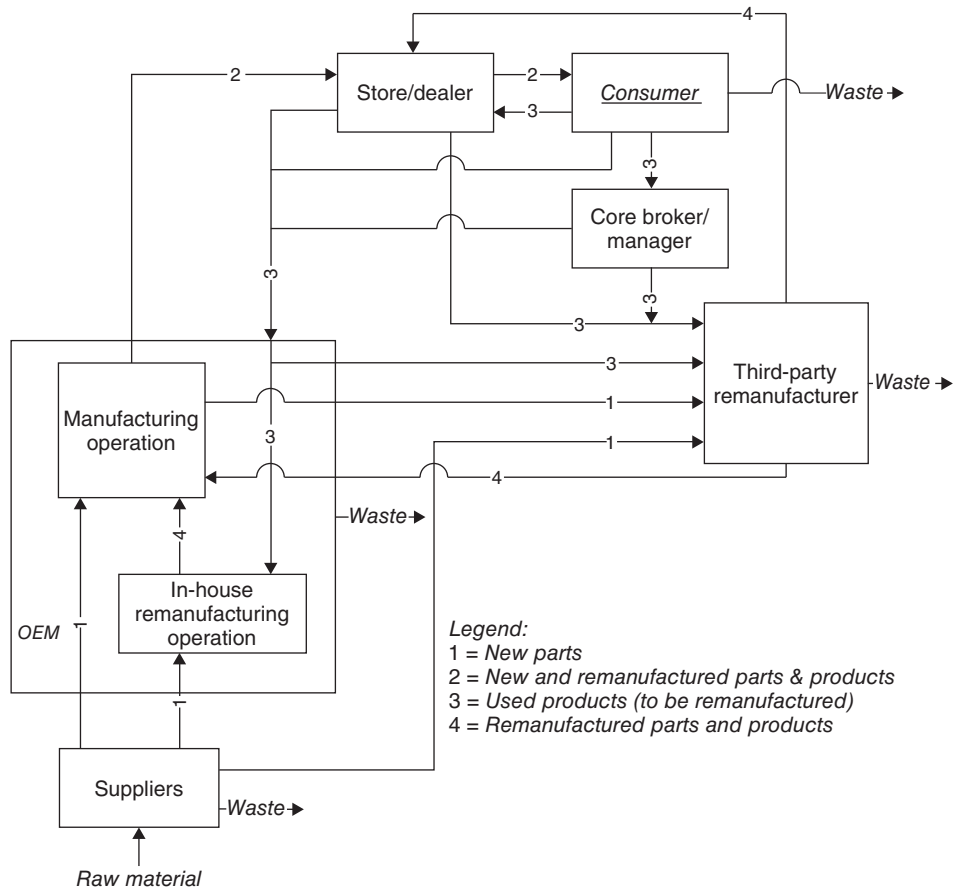 4
2
Store/dealer
2
Consumer
Waste
3
3
Core broker/
manager
3
3
3
3
Third-party
remanufacturer
Waste
Manufacturing
operation
1
3
1
4
Waste
4
In-house
remanufacturing
operation
1
OEM
1
Legend:
1 = New parts
2 = New and remanufactured parts & products
3 = Used products (to be remanufactured)
4 = Remanufactured parts and products
Suppliers
Waste
Raw material